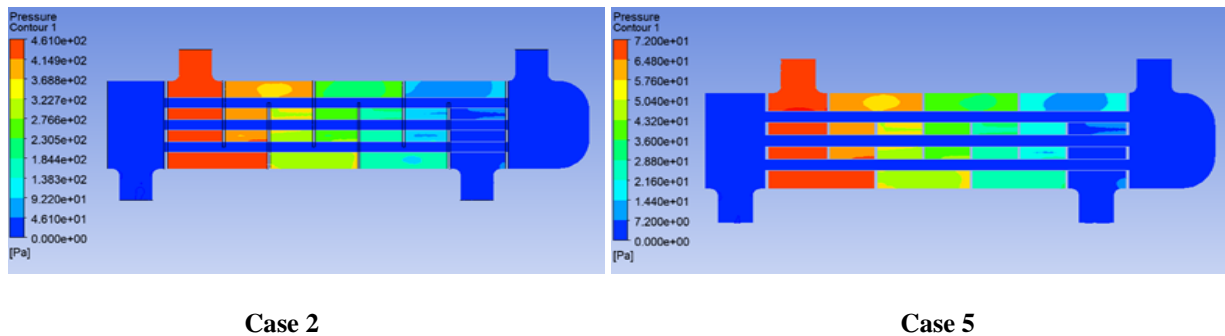 Pressure
Contour 1
4.610e+02
4.149e+02
3.688e+02
3.227e+02
2.766e+02
2.305e+02
1.844e+02
1.383e+02
9.220e+01
4.610e+01
0.000e+00
[Pa]
Pressure
Contour 1
7.200e+01
6.480e+01
5.760e+01
5.040e+01
4.320e+01
3.600e+01
2.880e+01
2.160e+01
1.440e+01
7.200e+00
0.000e+00
[Pa]
Case 2
Case 5